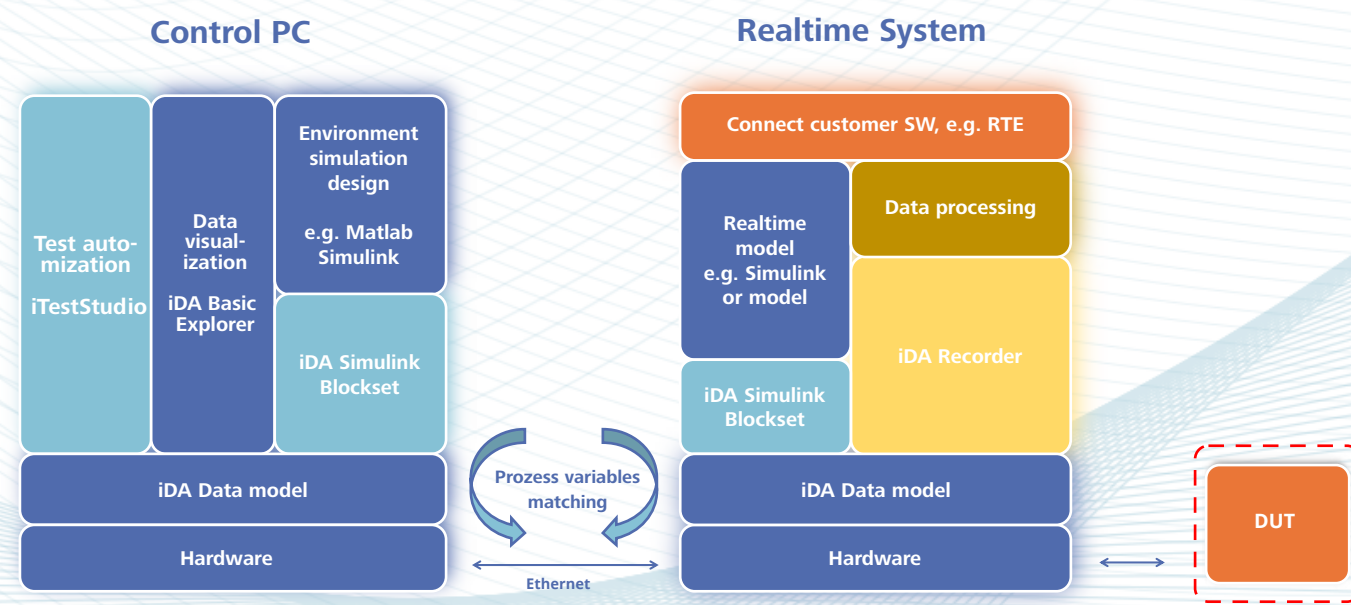 Control PC
Realtime System
Test auto-
mization
iTestStudio
Data
visual-
ization
iDA Basic
Explorer
Environment
simulation
design
e.g. Matlab
Simulink
iDA Simulink
Blockset
iDA Data model
Hardware
Prozess variables
matching
Ethernet
Connect customer SW, e.g. RTE
Realtime
model
e.g. Simulink
or model
Data processing
iDA Recorder
iDA Simulink
Blockset
iDA Data model
Hardware
DUT